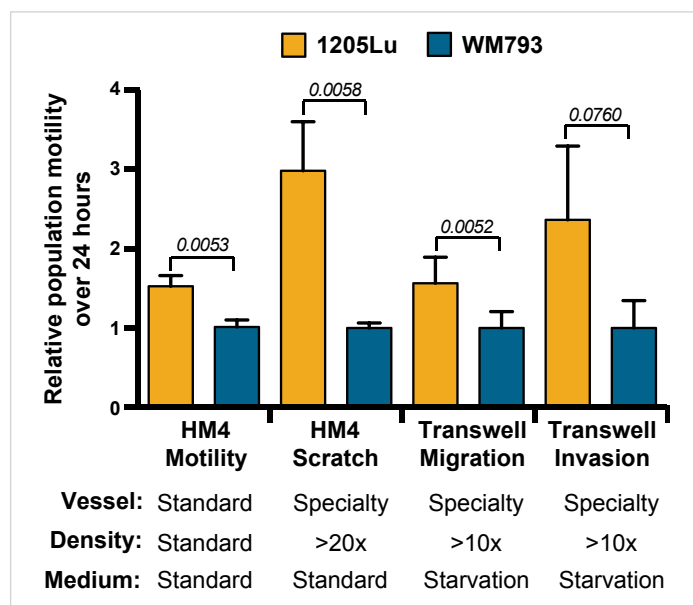 1205Lu WM793
Relative population motility
over 24 hours
4
3
2
1
0
0.0053
0.0058
0.0052
0.0760
HM4
Motility
HM4
Scratch
Transwell
Migration
Transwell
Invasion
Vessel: Standard Specialty Specialty Specialty
Density: Standard >20x >10x >10x
Medium: Standard Standard Starvation Starvation